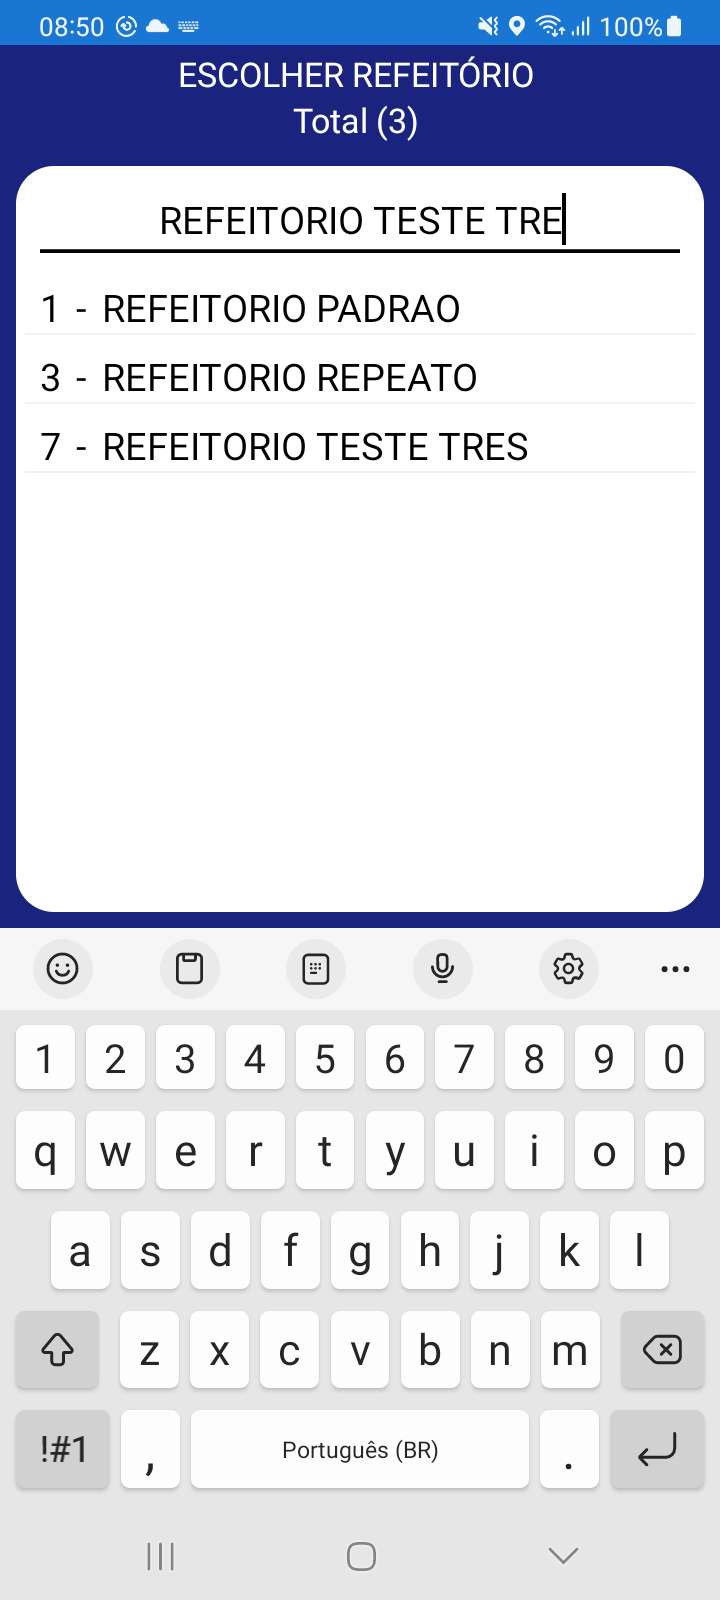 08:50 100%
ESCOLHER REFEITÓRIO
Total (3)
REFEITORIO TESTE TRE
1 - REFEITORIO PADRAO
3 - REFEITORIO REPEATO
7 - REFEITORIO TESTE TRES
1 2 3 4 5 6 7 8 9 0
q w e r t y u i o p
a s d f g h j k l
z x c v b n m
!#1 , Português (BR) .